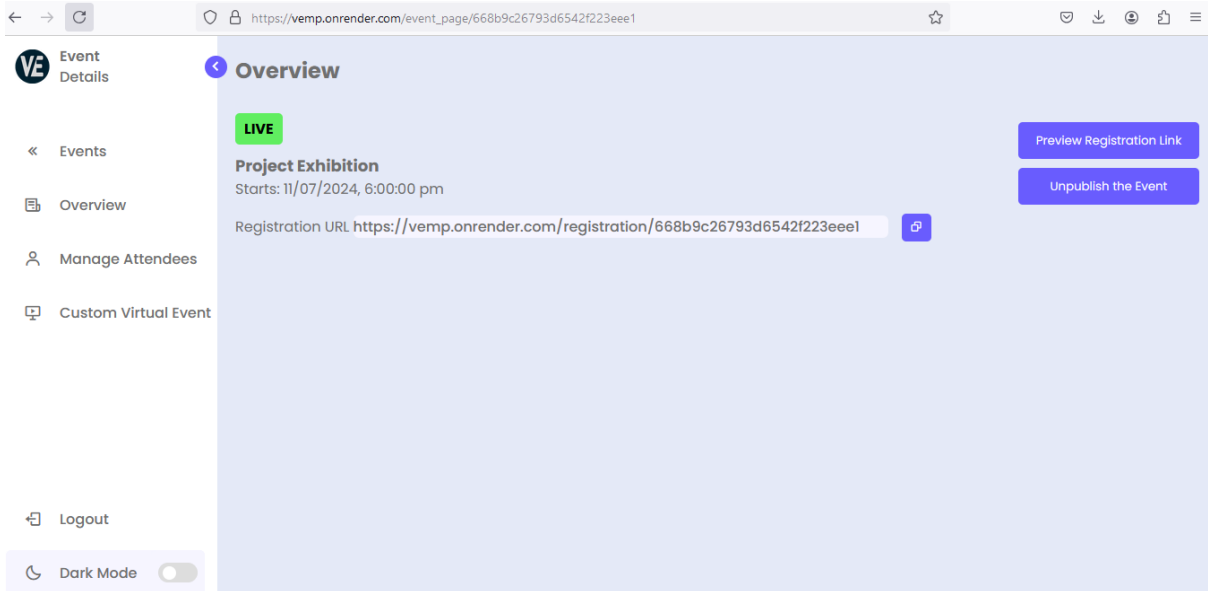 https://vemp.onrender.com/event_page/668b9c26793d6542f223eee1
VE
Event
Details
Overview
LIVE
Preview Registration Link
Events
Project Exhibition
Starts: 11/07/2024, 6:00:00 pm
Unpublish the Event
Overview
Registration URL https://vemp.onrender.com/registration/668b9c26793d6542f223eee1
Manage Attendees
Custom Virtual Event
Logout
Dark Mode